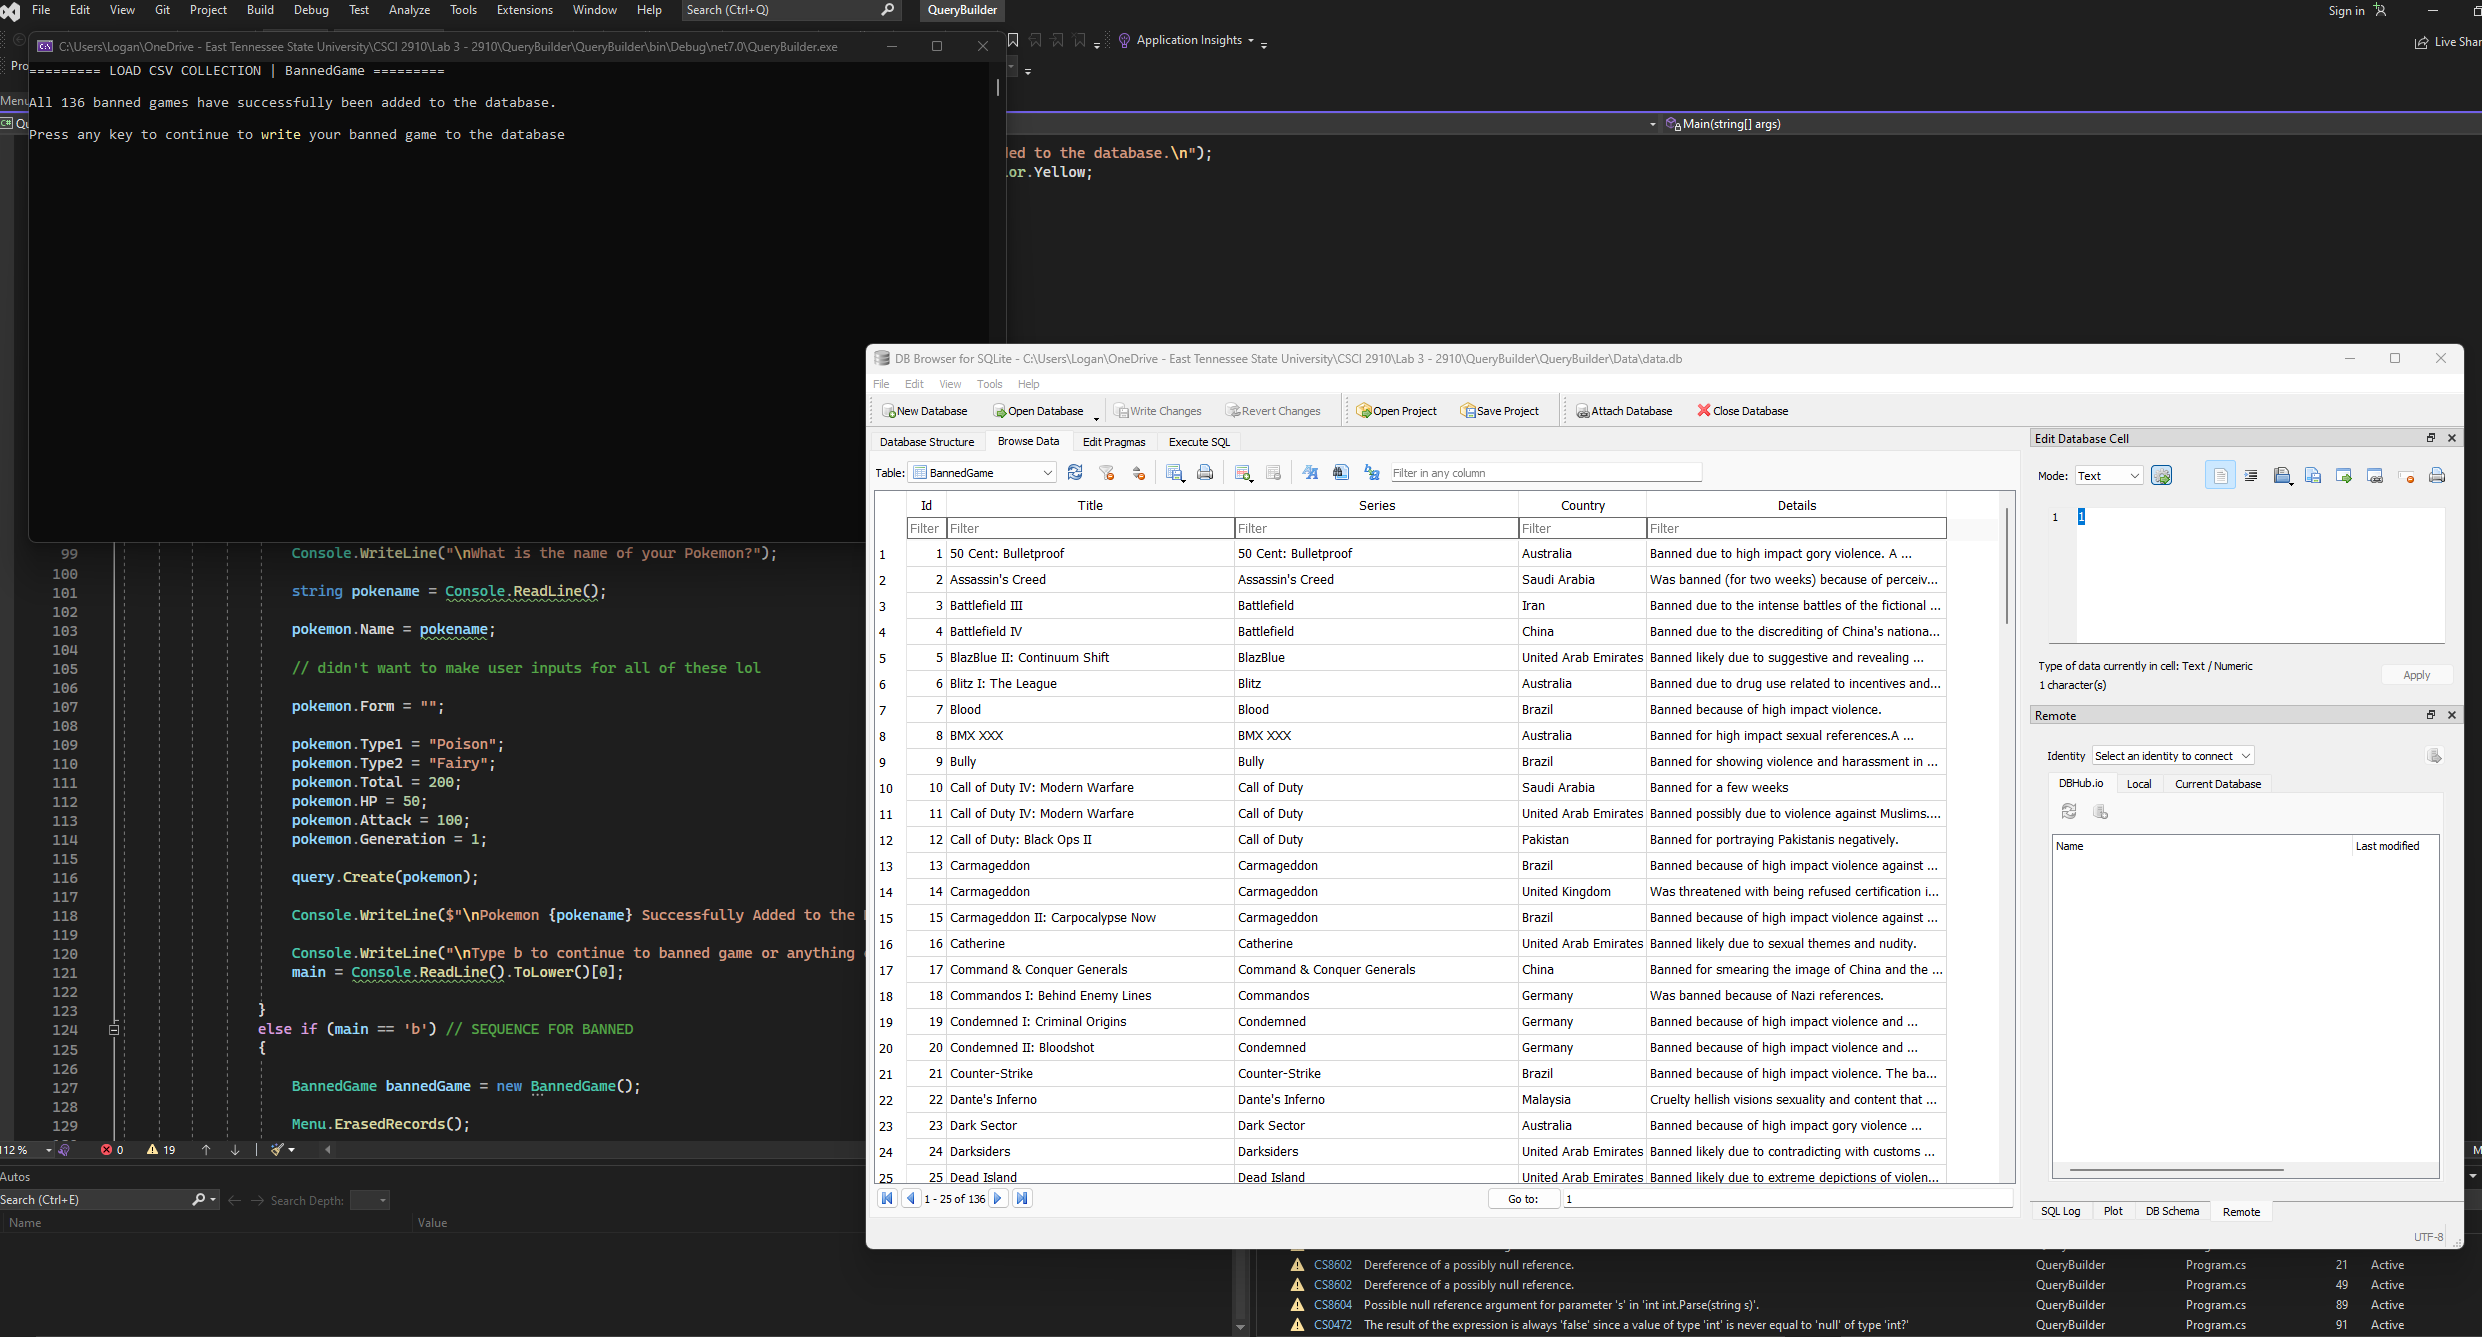 File Edit View Git Project Build Debug Test Analyze Tools Extensions Window Help Search (Ctrl+Q) QueryBuilder Sign in
Application Insights Live Shar
C:\Users\Logan\OneDrive - East Tennessee State University\CSCI 2910\Lab 3 - 2910\QueryBuilder\QueryBuilder\bin\Debug\net7.0\QueryBuilder.exe
========= LOAD CSV COLLECTION | BannedGame =========
All 136 banned games have successfully been added to the database.
Press any key to continue to write your banned game to the database
Pro
Menu
C# Qu
Main(string[] args)
ded to the database.\n");
or.Yellow;
DB Browser for SQLite - C:\Users\Logan\OneDrive - East Tennessee State University\CSCI 2910\Lab 3 - 2910\QueryBuilder\QueryBuilder\Data\data.db
File Edit View Tools Help
New Database Open Database Write Changes Revert Changes Open Project Save Project Attach Database Close Database
Database Structure Browse Data Edit Pragmas Execute SQL
Table: BannedGame Filter in any column
Id Title Series Country Details
Filter Filter Filter Filter Filter
1 1 50 Cent: Bulletproof 50 Cent: Bulletproof Australia Banned due to high impact gory violence. A ...
2 2 Assassin's Creed Assassin's Creed Saudi Arabia Was banned (for two weeks) because of perceiv...
3 3 Battlefield III Battlefield Iran Banned due to the intense battles of the fictional ...
4 4 Battlefield IV Battlefield China Banned due to the discrediting of China's nationa...
5 5 BlazBlue II: Continuum Shift BlazBlue United Arab Emirates Banned likely due to suggestive and revealing ...
6 6 Blitz I: The League Blitz Australia Banned due to drug use related to incentives and...
7 7 Blood Blood Brazil Banned because of high impact violence.
8 8 BMX XXX BMX XXX Australia Banned for high impact sexual references.A ...
9 9 Bully Bully Brazil Banned for showing violence and harassment in ...
10 10 Call of Duty IV: Modern Warfare Call of Duty Saudi Arabia Banned for a few weeks
11 11 Call of Duty IV: Modern Warfare Call of Duty United Arab Emirates Banned possibly due to violence against Muslims....
12 12 Call of Duty: Black Ops II Call of Duty Pakistan Banned for portraying Pakistanis negatively.
13 13 Carmageddon Carmageddon Brazil Banned because of high impact violence against ...
14 14 Carmageddon Carmageddon United Kingdom Was threatened with being refused certification i...
15 15 Carmageddon II: Carpocalypse Now Carmageddon Brazil Banned because of high impact violence against ...
16 16 Catherine Catherine United Arab Emirates Banned likely due to sexual themes and nudity.
17 17 Command & Conquer Generals Command & Conquer Generals China Banned for smearing the image of China and the ...
18 18 Commandos I: Behind Enemy Lines Commandos Germany Was banned because of Nazi references.
19 19 Condemned I: Criminal Origins Condemned Germany Banned because of high impact violence and ...
20 20 Condemned II: Bloodshot Condemned Germany Banned because of high impact violence and ...
21 21 Counter-Strike Counter-Strike Brazil Banned because of high impact violence. The ba...
22 22 Dante's Inferno Dante's Inferno Malaysia Cruelty hellish visions sexuality and content that ...
23 23 Dark Sector Dark Sector Australia Banned because of high impact gory violence ...
24 24 Darksiders Darksiders United Arab Emirates Banned likely due to contradicting with customs ...
25 25 Dead Island Dead Island United Arab Emirates Banned likely due to extreme depictions of violen...
1 - 25 of 136 Go to: 1
Edit Database Cell
Mode: Text
1 1
Type of data currently in cell: Text / Numeric
1 character(s)
Apply
Remote
Identity Select an identity to connect
DBHub.io Local Current Database
Name Last modified
SQL Log Plot DB Schema Remote
UTF-8
99 Console.WriteLine("\nWhat is the name of your Pokemon?");
100
101 string pokename = Console.ReadLine();
102
103 pokemon.Name = pokename;
104
105 // didn't want to make user inputs for all of these lol
106
107 pokemon.Form = "";
108
109 pokemon.Type1 = "Poison";
110 pokemon.Type2 = "Fairy";
111 pokemon.Total = 200;
112 pokemon.HP = 50;
113 pokemon.Attack = 100;
114 pokemon.Generation = 1;
115
116 query.Create(pokemon);
117
118 Console.WriteLine($"\nPokemon {pokename} Successfully Added to the
119
120 Console.WriteLine("\nType b to continue to banned game or anything
121 main = Console.ReadLine().ToLower()[0];
122
123 }
124 else if (main == 'b') // SEQUENCE FOR BANNED
125 {
126
127 BannedGame bannedGame = new BannedGame();
128
129 Menu.ErasedRecords();
112 % 0 19
Autos
Search (Ctrl+E) Search Depth:
Name Value
CS8602 Dereference of a possibly null reference. QueryBuilder Program.cs 21 Active
CS8602 Dereference of a possibly null reference. QueryBuilder Program.cs 49 Active
CS8604 Possible null reference argument for parameter 's' in 'int int.Parse(string s)'. QueryBuilder Program.cs 89 Active
CS0472 The result of the expression is always 'false' since a value of type 'int' is never equal to 'null' of type 'int?' QueryBuilder Program.cs 91 Active